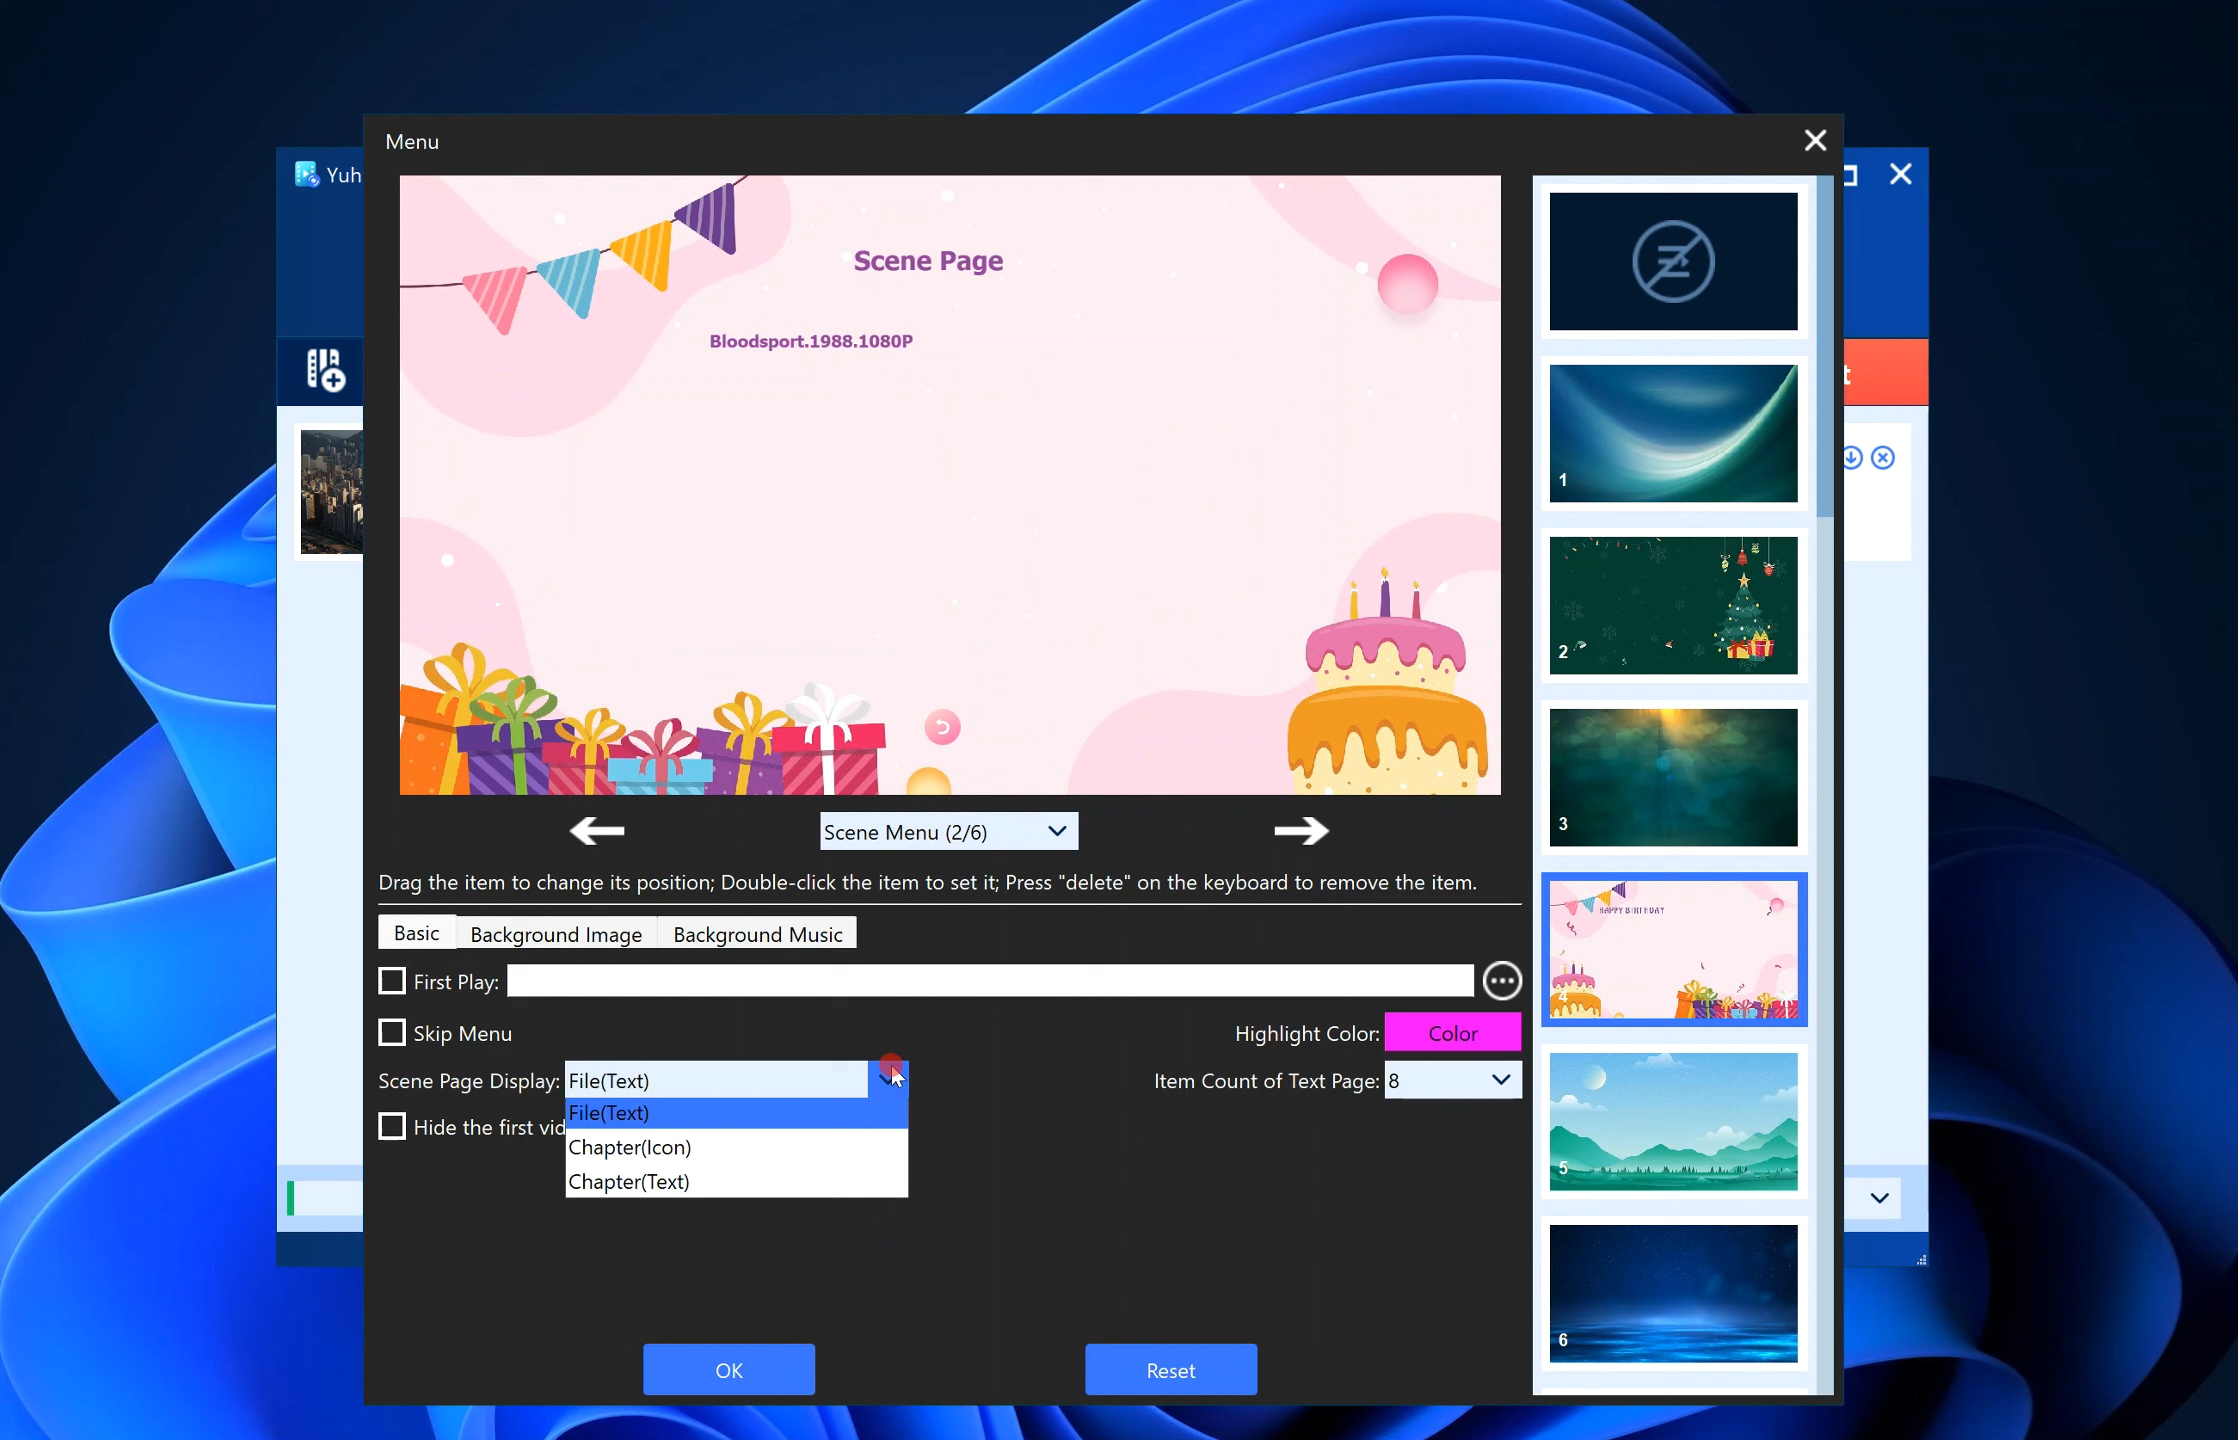 Menu
Yuh
Scene Page
Bloodsport.1988.1080P
Scene Menu (2/6)
Drag the item to change its position; Double-click the item to set it; Press "delete" on the keyboard to remove the item.
Basic Background Image Background Music
First Play:
Skip Menu
Highlight Color: Color
Scene Page Display: File(Text)
Item Count of Text Page: 8
File(Text)
Hide the first vid
Chapter(Icon)
Chapter(Text)
OK Reset
1
2
3
HAPPY BIRTHDAY
4
5
6
t